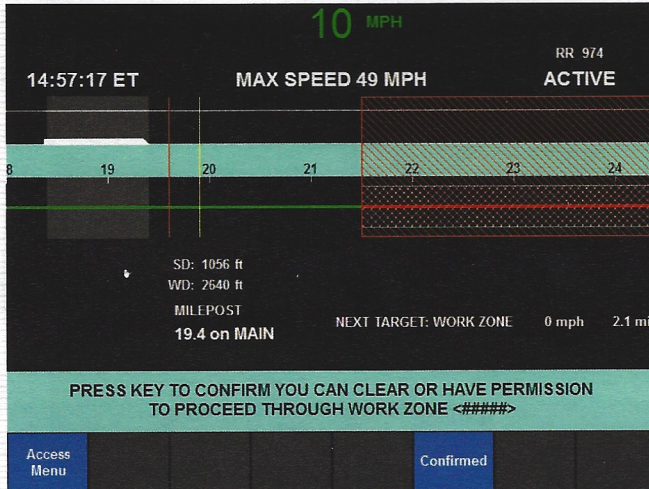 10 MPH
RR 974
14:57:17 ET MAX SPEED 49 MPH ACTIVE
8 19 20 21 22 23 24
SD: 1056 ft
WD: 2640 ft
MILEPOST
19.4 on MAIN
NEXT TARGET: WORK ZONE 0 mph 2.1 mi
PRESS KEY TO CONFIRM YOU CAN CLEAR OR HAVE PERMISSION
TO PROCEED THROUGH WORK ZONE <#####>
Access
Menu
Confirmed